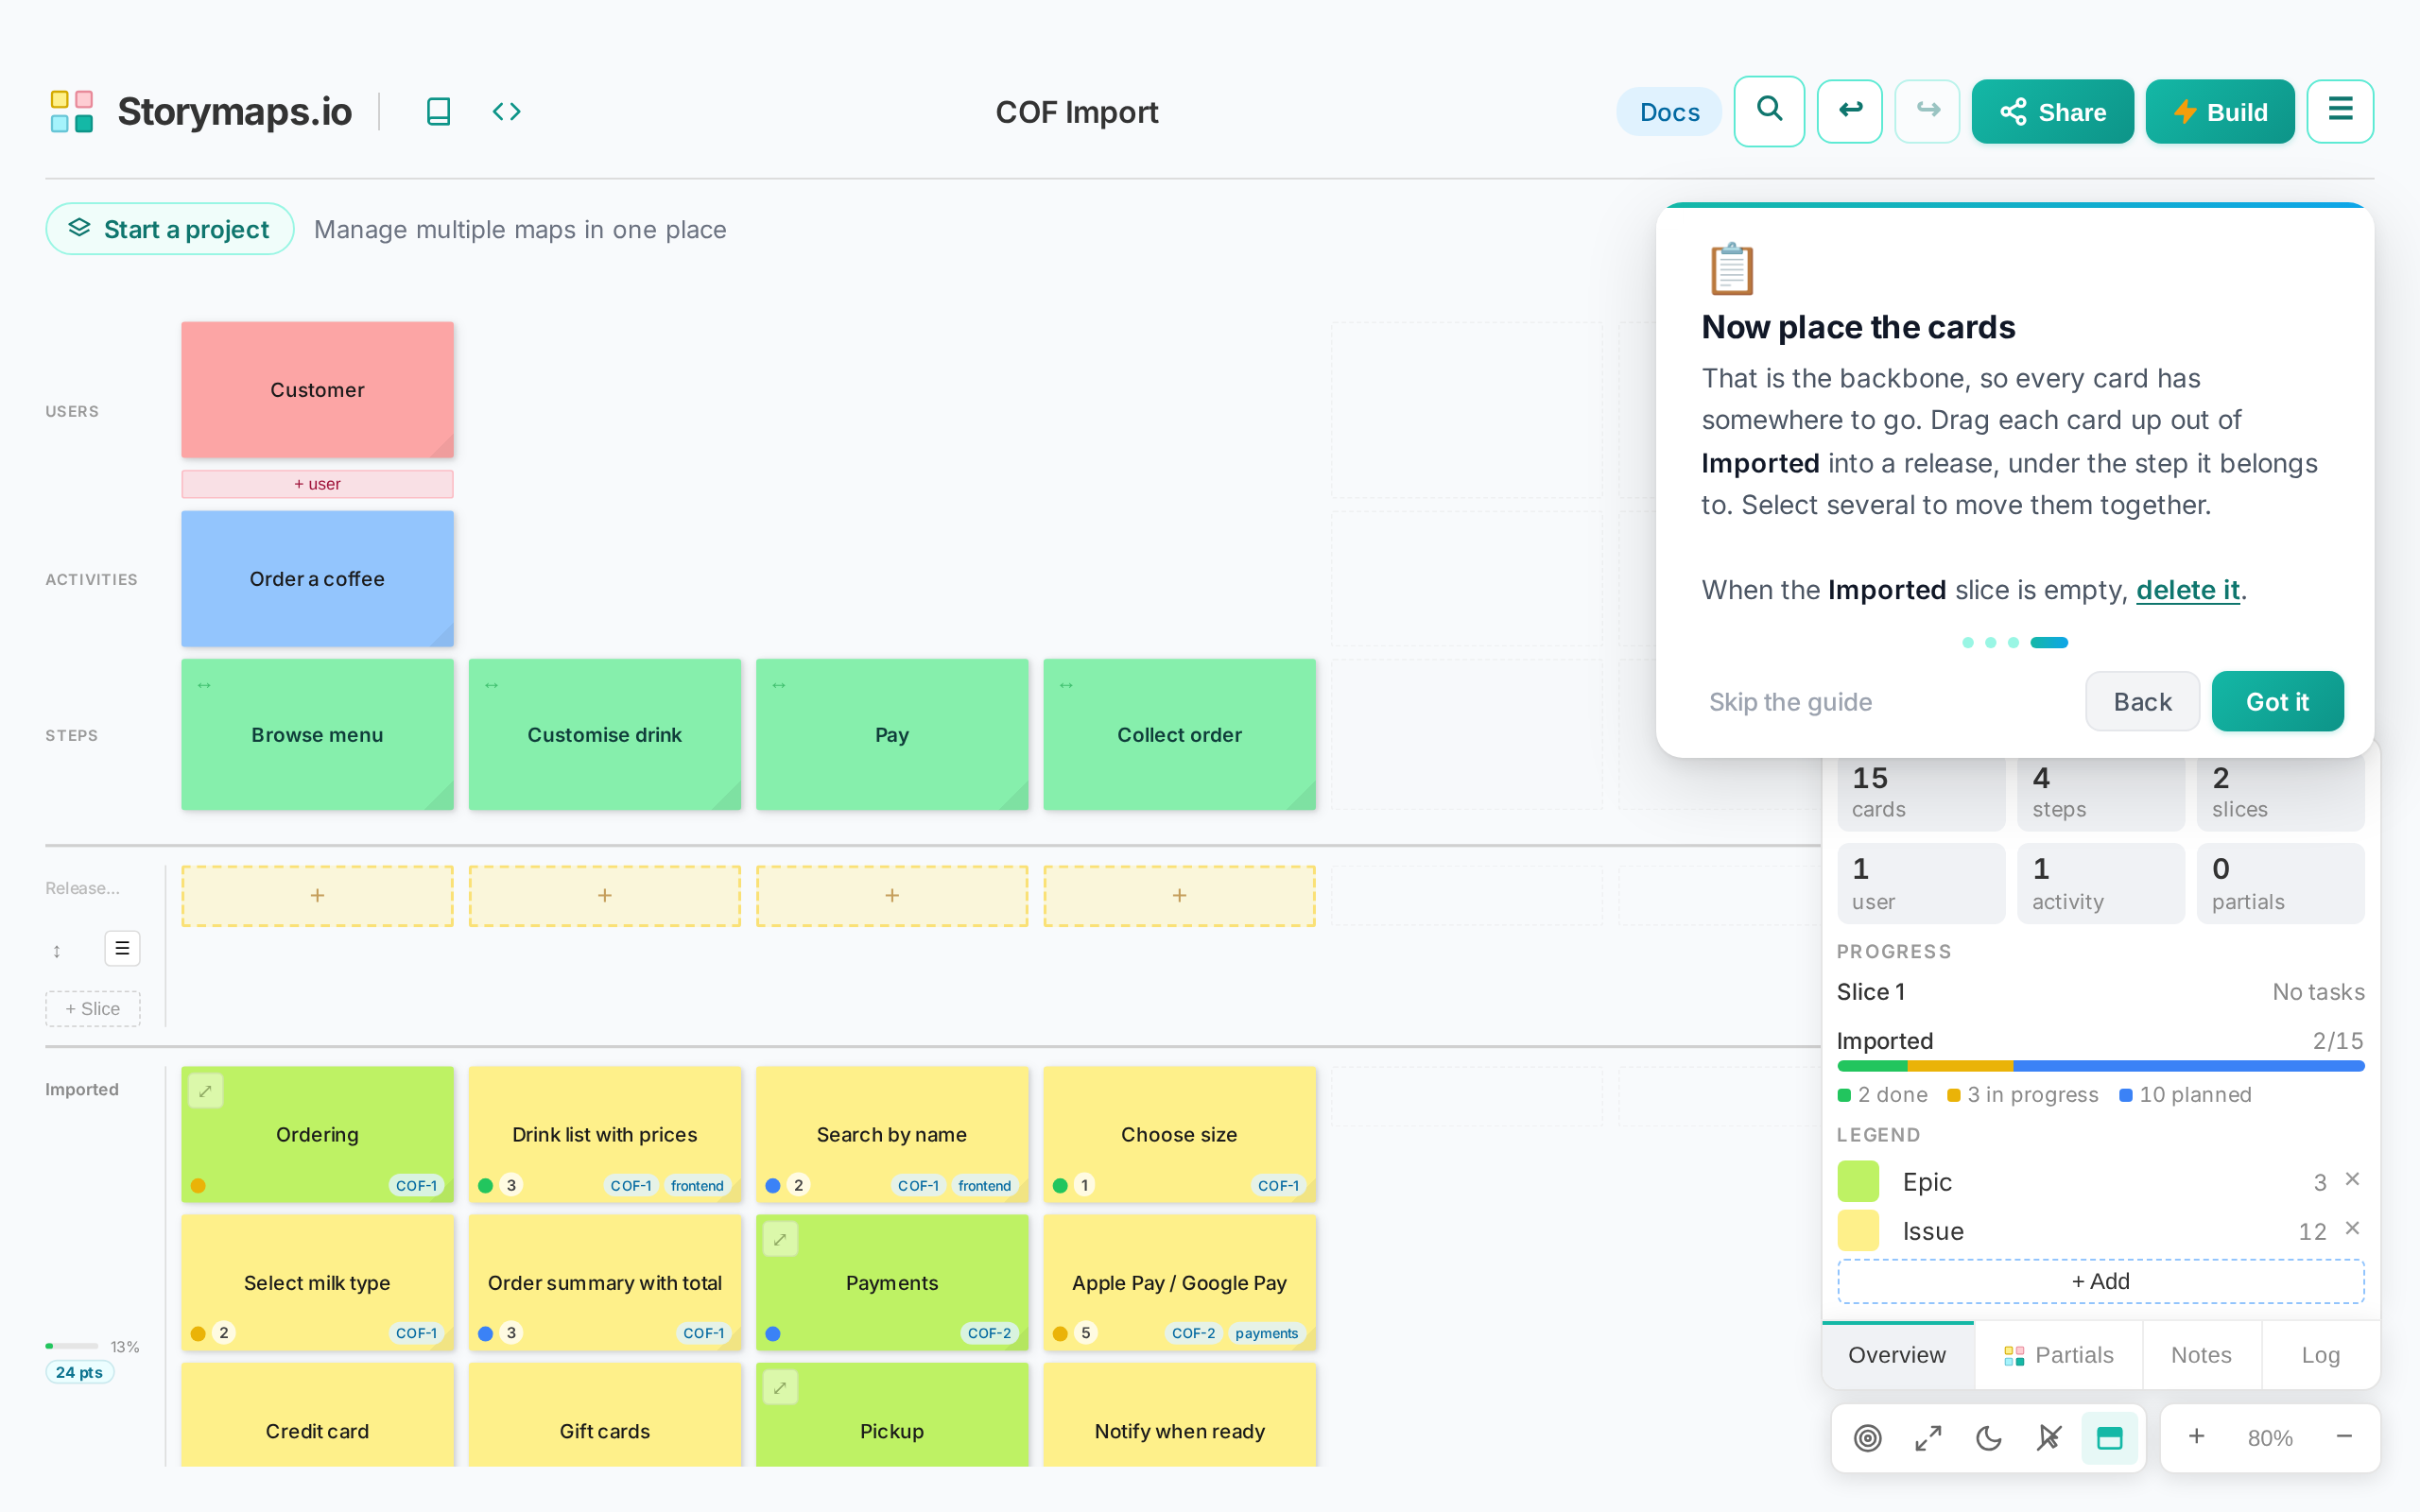 Storymaps.io
COF Import
Docs
Share
Build
Start a project
Manage multiple maps in one place
Now place the cards
That is the backbone, so every card has
somewhere to go. Drag each card up out of
Imported into a release, under the step it belongs
to. Select several to move them together.
When the Imported slice is empty, delete it.
Skip the guide
Back
Got it
USERS
Customer
+ user
ACTIVITIES
Order a coffee
STEPS
Browse menu
Customise drink
Pay
Collect order
Release...
+
+
+
+
+ Slice
Imported
Ordering
COF-1
Drink list with prices
3
COF-1
frontend
Search by name
2
COF-1
frontend
Choose size
1
COF-1
Select milk type
2
COF-1
Order summary with total
3
COF-1
Payments
COF-2
Apple Pay / Google Pay
5
COF-2
payments
13%
24 pts
Credit card
Gift cards
Pickup
Notify when ready
15
cards
4
steps
2
slices
1
user
1
activity
0
partials
PROGRESS
Slice 1
No tasks
Imported
2/15
2 done
3 in progress
10 planned
LEGEND
Epic
3
×
Issue
12
×
+ Add
Overview
Partials
Notes
Log
+
80%
−